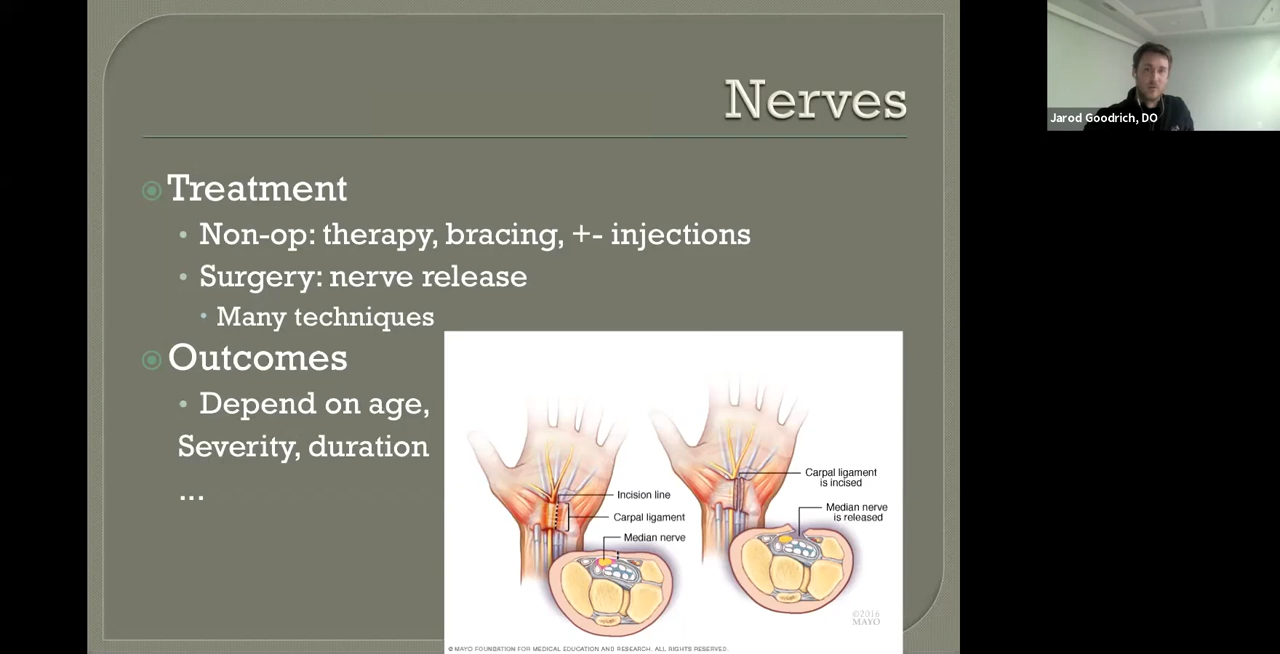 Nerves
Treatment
Non-op: therapy, bracing, +- injections
Surgery: nerve release
Many techniques
Outcomes
Depend on age,
Severity, duration
...
Incision line
Carpal ligament
Median nerve
Carpal ligament
is incised
Median nerve
is released
©2016
MAYO
© MAYO FOUNDATION FOR MEDICAL EDUCATION AND RESEARCH. ALL RIGHTS RESERVED.
Jarod Goodrich, DO